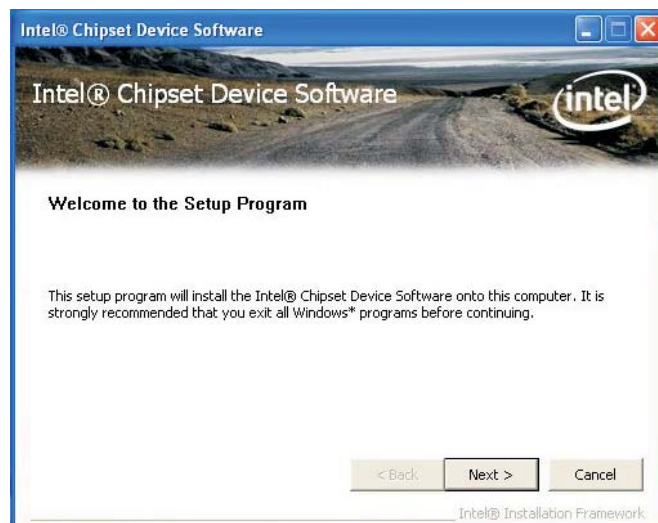 Intel® Chipset Device Software
Intel® Chipset Device Software
intel
Welcome to the Setup Program
This setup program will install the Intel® Chipset Device Software onto this computer. It is
strongly recommended that you exit all Windows* programs before continuing.
< Back Next > Cancel
Intel® Installation Framework